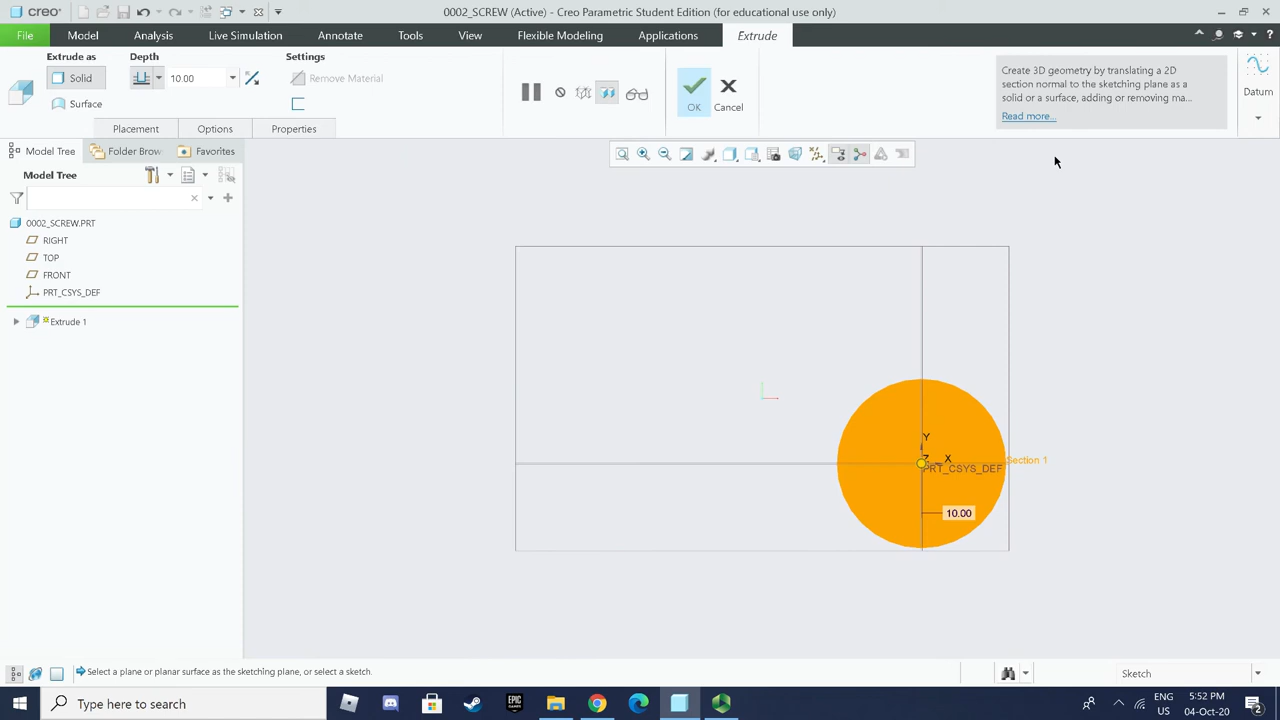 creo
0002_SCREW (Active) - Creo Parametric Student Edition (for educational use only)
File Model Analysis Live Simulation Annotate Tools View Flexible Modeling Applications Extrude
Extrude as Depth Settings
Solid 10.00 Remove Material
Surface
OK Cancel
Create 3D geometry by translating a 2D
section normal to the sketching plane as a
solid or a surface, adding or removing ma...
Read more...
Datum
Placement Options Properties
Model Tree Folder Brow Favorites
Model Tree
0002_SCREW.PRT
RIGHT
TOP
FRONT
PRT_CSYS_DEF
Extrude 1
Y
Z X
PRT_CSYS_DEF
Section 1
10.00
Select a plane or planar surface as the sketching plane, or select a sketch.
Sketch
Type here to search
ENG
US
5:52 PM
04-Oct-20
2